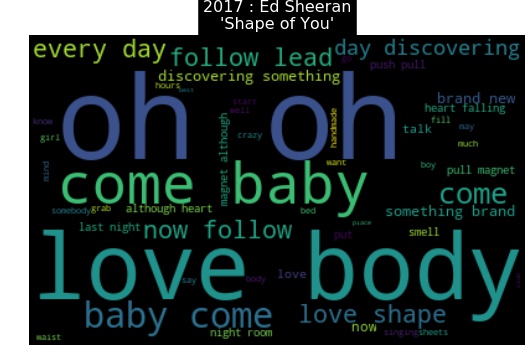 2017 : Ed Sheeran
'Shape of You'
every day
follow lead
day discovering
push pull
discovering something
hours
oh oh
brand new
start
well
heart falling
handmade
fill
may
know
girl
crazy
talk
much
magnet although
mind
want
boy
pull magnet
come baby
come
somebody
grab
although heart
bed
something brand
last night
now follow
put
place
smell
love body
say
body
love
baby come
love shape
now
waist
night room
singing
sheets